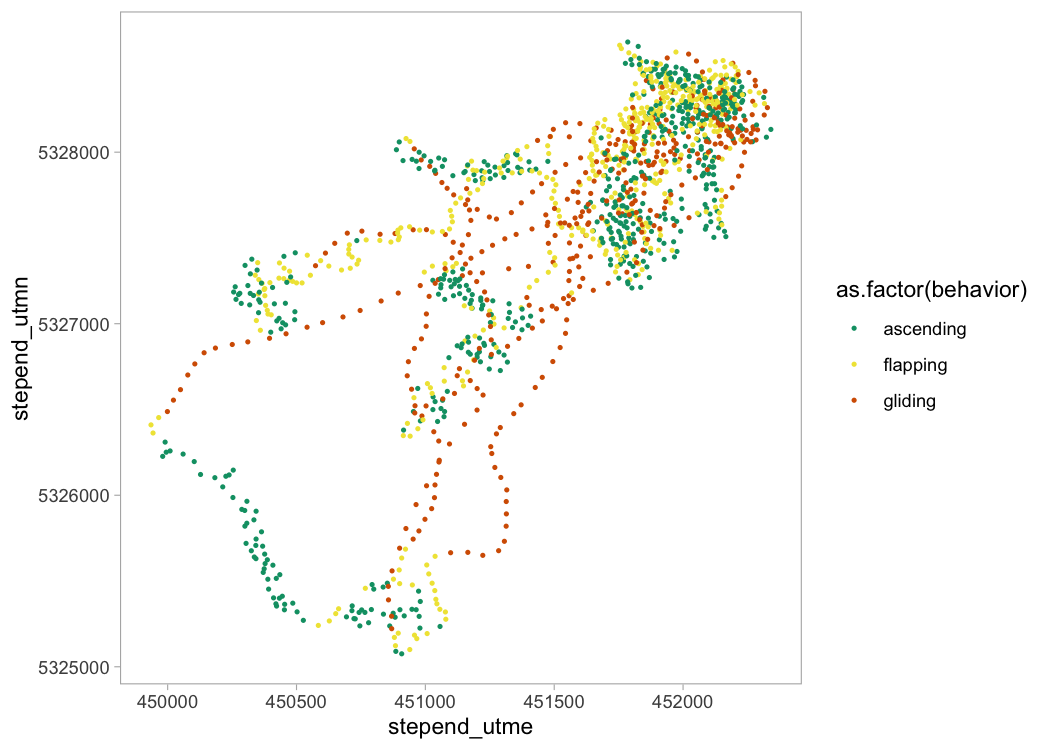 stepend_utmn
5328000
5327000
5326000
5325000
450000 450500 451000 451500 452000
stepend_utme
as.factor(behavior)
ascending
flapping
gliding